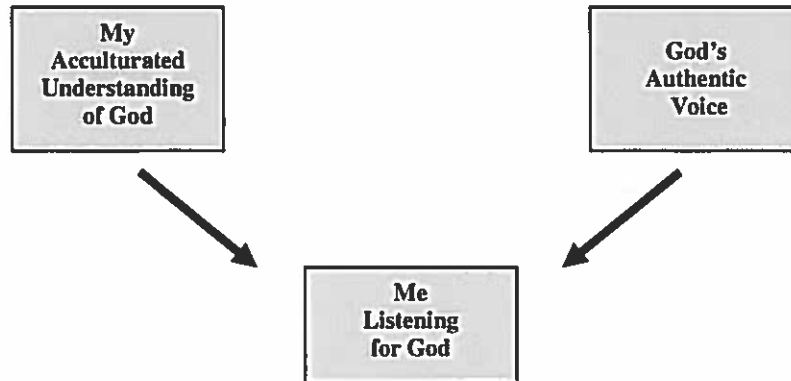 My
Acculturated
Understanding
of God
God's
Authentic
Voice
Me
Listening
for God